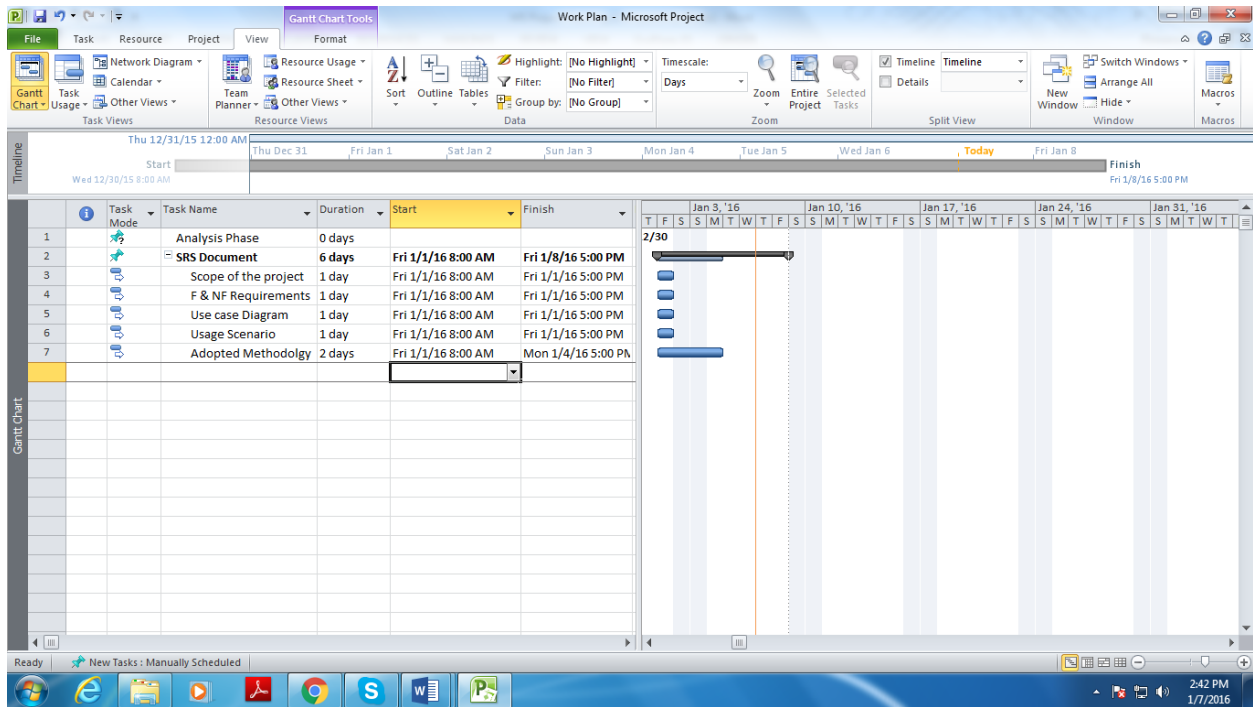 Gantt Chart Tools
Work Plan - Microsoft Project
File Task Resource Project View Format
Gantt Chart
Task Usage
Network Diagram
Calendar
Other Views
Task Views
Team Planner
Resource Usage
Resource Sheet
Other Views
Resource Views
Sort
Outline
Tables
Highlight: [No Highlight]
Filter: [No Filter]
Group by: [No Group]
Data
Timescale:
Days
Zoom
Entire Project
Selected Tasks
Zoom
Timeline Timeline
Details
Split View
New Window
Switch Windows
Arrange All
Hide
Window
Macros
Macros
Timeline
Thu 12/31/15 12:00 AM
Thu Dec 31 Fri Jan 1 Sat Jan 2 Sun Jan 3 Mon Jan 4 Tue Jan 5 Wed Jan 6 Today Fri Jan 8
Start
Wed 12/30/15 8:00 AM
Finish
Fri 1/8/16 5:00 PM
Task Mode Task Name Duration Start Finish
Jan 3, '16 Jan 10, '16 Jan 17, '16 Jan 24, '16 Jan 31, '16
T F S S M T W T F S S M T W T F S S M T W T F S S M T W T F S S M T W T
1 Analysis Phase 0 days
2/30
2 SRS Document 6 days Fri 1/1/16 8:00 AM Fri 1/8/16 5:00 PM
3 Scope of the project 1 day Fri 1/1/16 8:00 AM Fri 1/1/16 5:00 PM
4 F & NF Requirements 1 day Fri 1/1/16 8:00 AM Fri 1/1/16 5:00 PM
5 Use case Diagram 1 day Fri 1/1/16 8:00 AM Fri 1/1/16 5:00 PM
6 Usage Scenario 1 day Fri 1/1/16 8:00 AM Fri 1/1/16 5:00 PM
7 Adopted Methodolgy 2 days Fri 1/1/16 8:00 AM Mon 1/4/16 5:00 PM
Gantt Chart
Ready New Tasks : Manually Scheduled
2:42 PM
1/7/2016